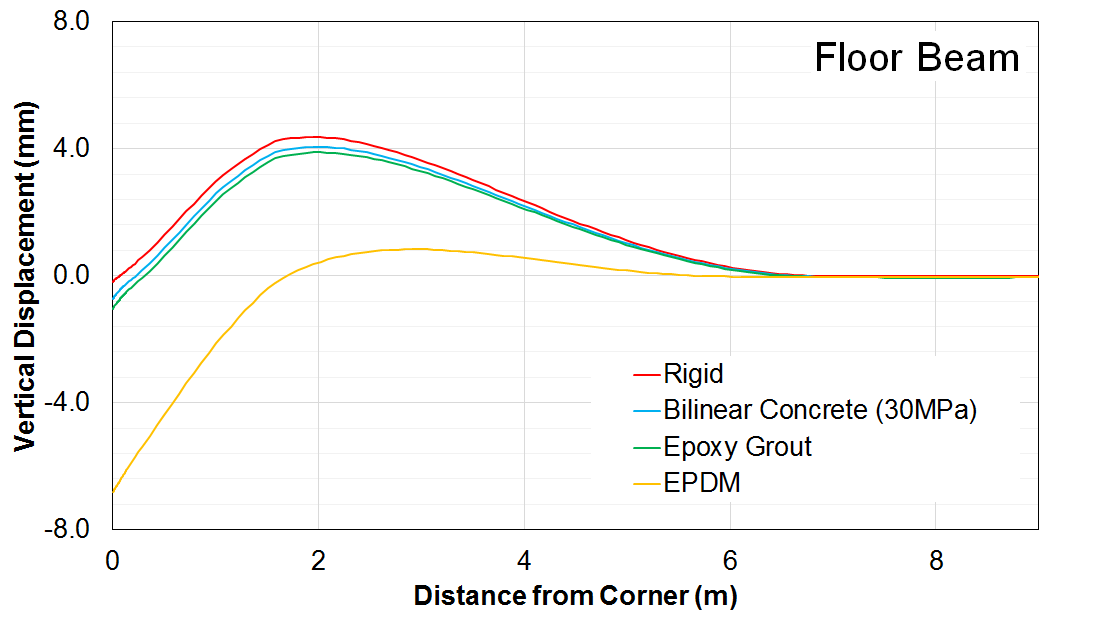 8.0
Floor Beam
4.0
0.0
-4.0
-8.0
Vertical Displacement (mm)
Rigid
Bilinear Concrete (30MPa)
Epoxy Grout
EPDM
0 2 4 6 8
Distance from Corner (m)